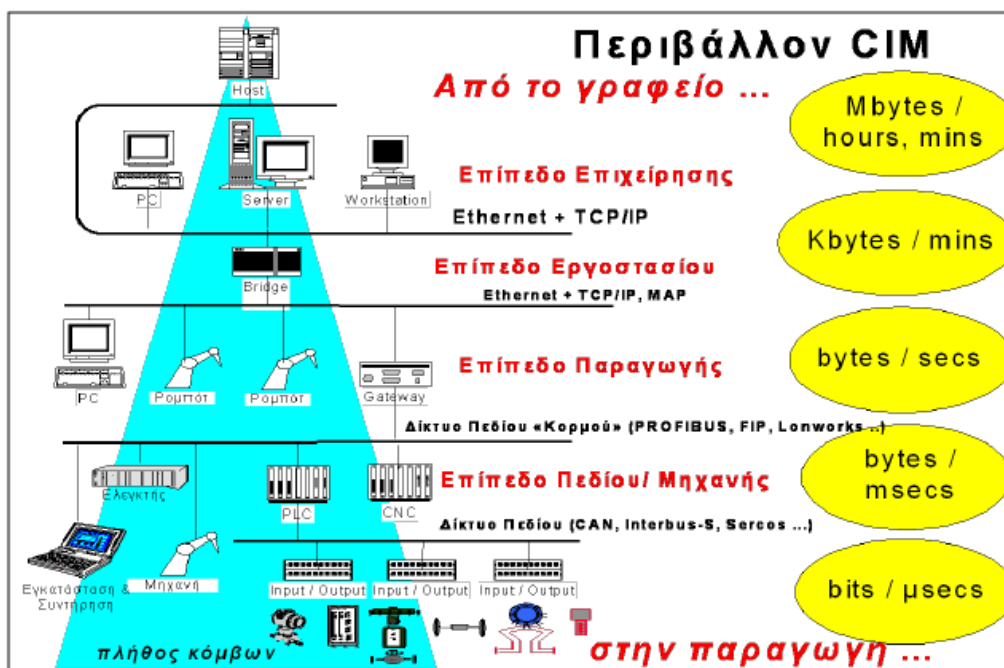 Περιβάλλον CIM
Από το γραφείο ...
Mbytes /
hours, mins
Host
PC
Server
Workstation
Επίπεδο Επιχείρησης
Ethernet + TCP/IP
Kbytes / mins
Bridge
Επίπεδο Εργοστασίου
Ethernet + TCP/IP, MAP
PC
Ρομπότ
Ρομπότ
Gateway
Επίπεδο Παραγωγής
bytes / secs
Δίκτυο Πεδίου «Κορμού» (PROFIBUS, FIP, Lonworks ..)
Ελεγκτής
PLC
CNC
Επίπεδο Πεδίου/ Μηχανής
bytes /
msecs
Δίκτυο Πεδίου (CAN, Interbus-S, Sercos ...)
Εγκατάσταση &
Συντήρηση
Μηχανή
Input / Output
Input / Output
Input / Output
bits / μsecs
πλήθος κόμβων
στην παραγωγή ...